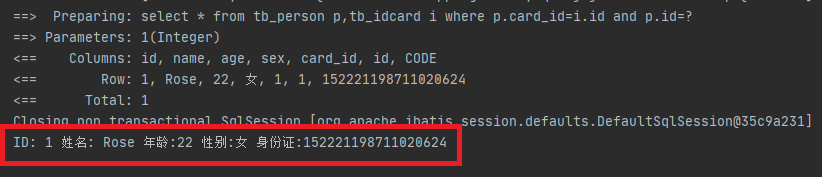 ==>  Preparing: select * from tb_person p,tb_idcard i where p.card_id=i.id and p.id=?
==> Parameters: 1(Integer)
<==    Columns: id, name, age, sex, card_id, id, CODE
<==        Row: 1, Rose, 22, 女, 1, 1, 152221198711020624
<==      Total: 1
Closing non transactional SqlSession [org.apache.ibatis.session.defaults.DefaultSqlSession@35c9a231]
ID: 1 姓名: Rose 年龄:22 性别:女 身份证:152221198711020624